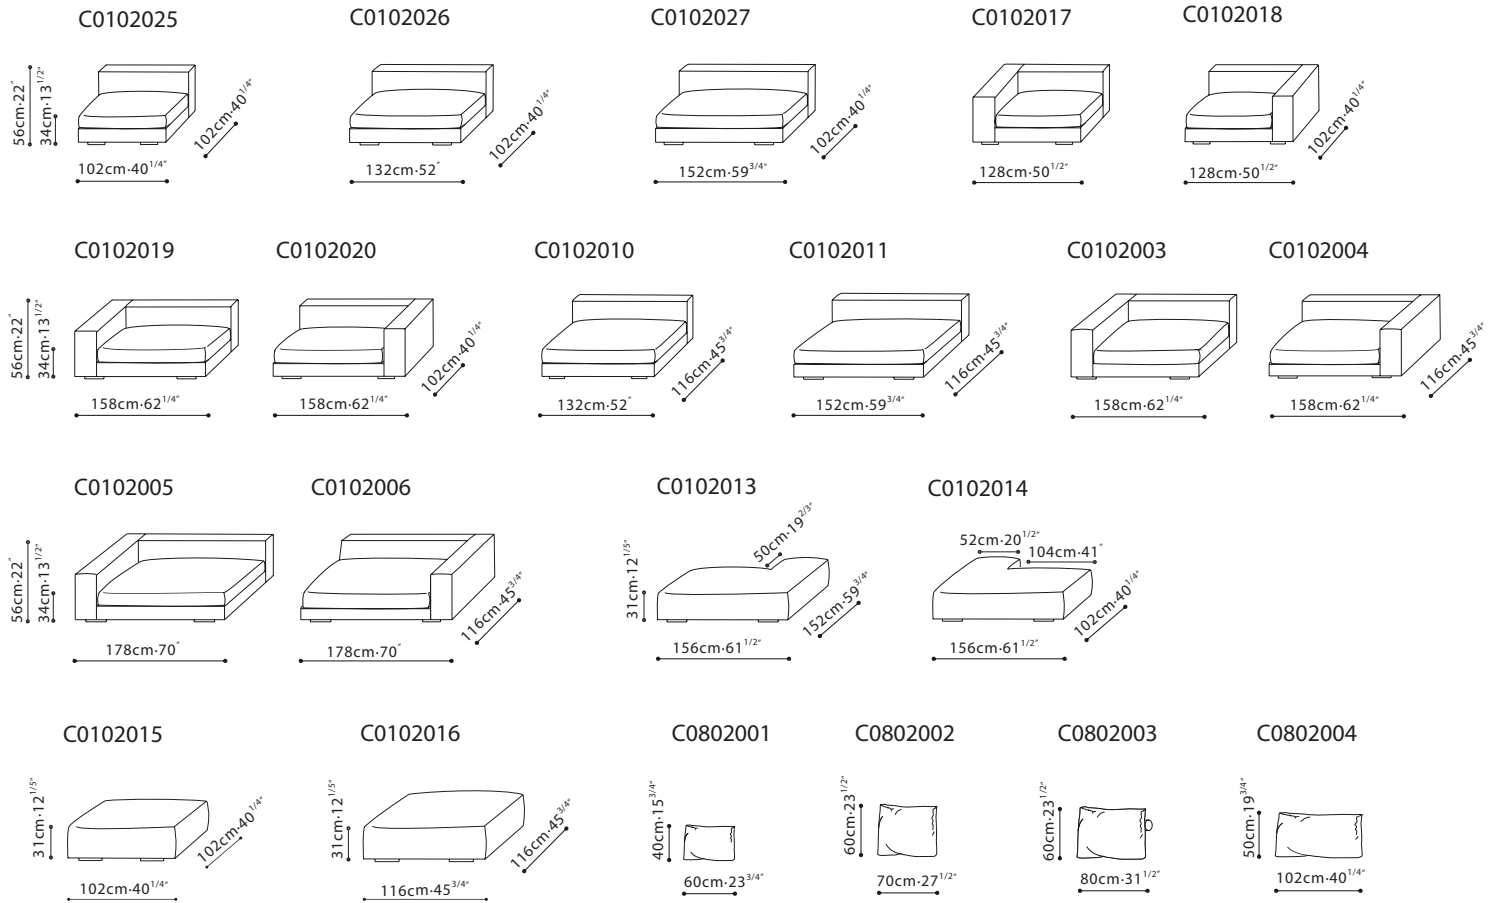 C0102025 C0102026 C0102027 C0102017 C0102018
56cm·22" 34cm·13 1/2" 102cm·40 1/4" 102cm·40 1/4" 102cm·40 1/4" 102cm·40 1/4"
102cm·40 1/4" 132cm·52" 152cm·59 3/4" 128cm·50 1/2" 128cm·50 1/2"
C0102019 C0102020 C0102010 C0102011 C0102003 C0102004
56cm·22" 34cm·13 1/2" 102cm·40 1/4" 116cm·45 3/4" 116cm·45 3/4" 116cm·45 3/4"
158cm·62 1/4" 158cm·62 1/4" 132cm·52" 152cm·59 3/4" 158cm·62 1/4" 158cm·62 1/4"
C0102005 C0102006 C0102013 C0102014
50cm·19 2/3" 52cm·20 1/2" 104cm·41"
56cm·22" 34cm·13 1/2" 116cm·45 3/4" 31cm·12 1/5" 152cm·59 3/4" 102cm·40 1/4"
178cm·70" 178cm·70" 156cm·61 1/2" 156cm·61 1/2"
C0102015 C0102016 C0802001 C0802002 C0802003 C0802004
31cm·12 1/5" 102cm·40 1/4" 31cm·12 1/5" 116cm·45 3/4" 40cm·15 3/4" 60cm·23 1/2" 60cm·23 1/2" 50cm·19 3/4"
102cm·40 1/4" 116cm·45 3/4" 60cm·23 3/4" 70cm·27 1/2" 80cm·31 1/2" 102cm·40 1/4"